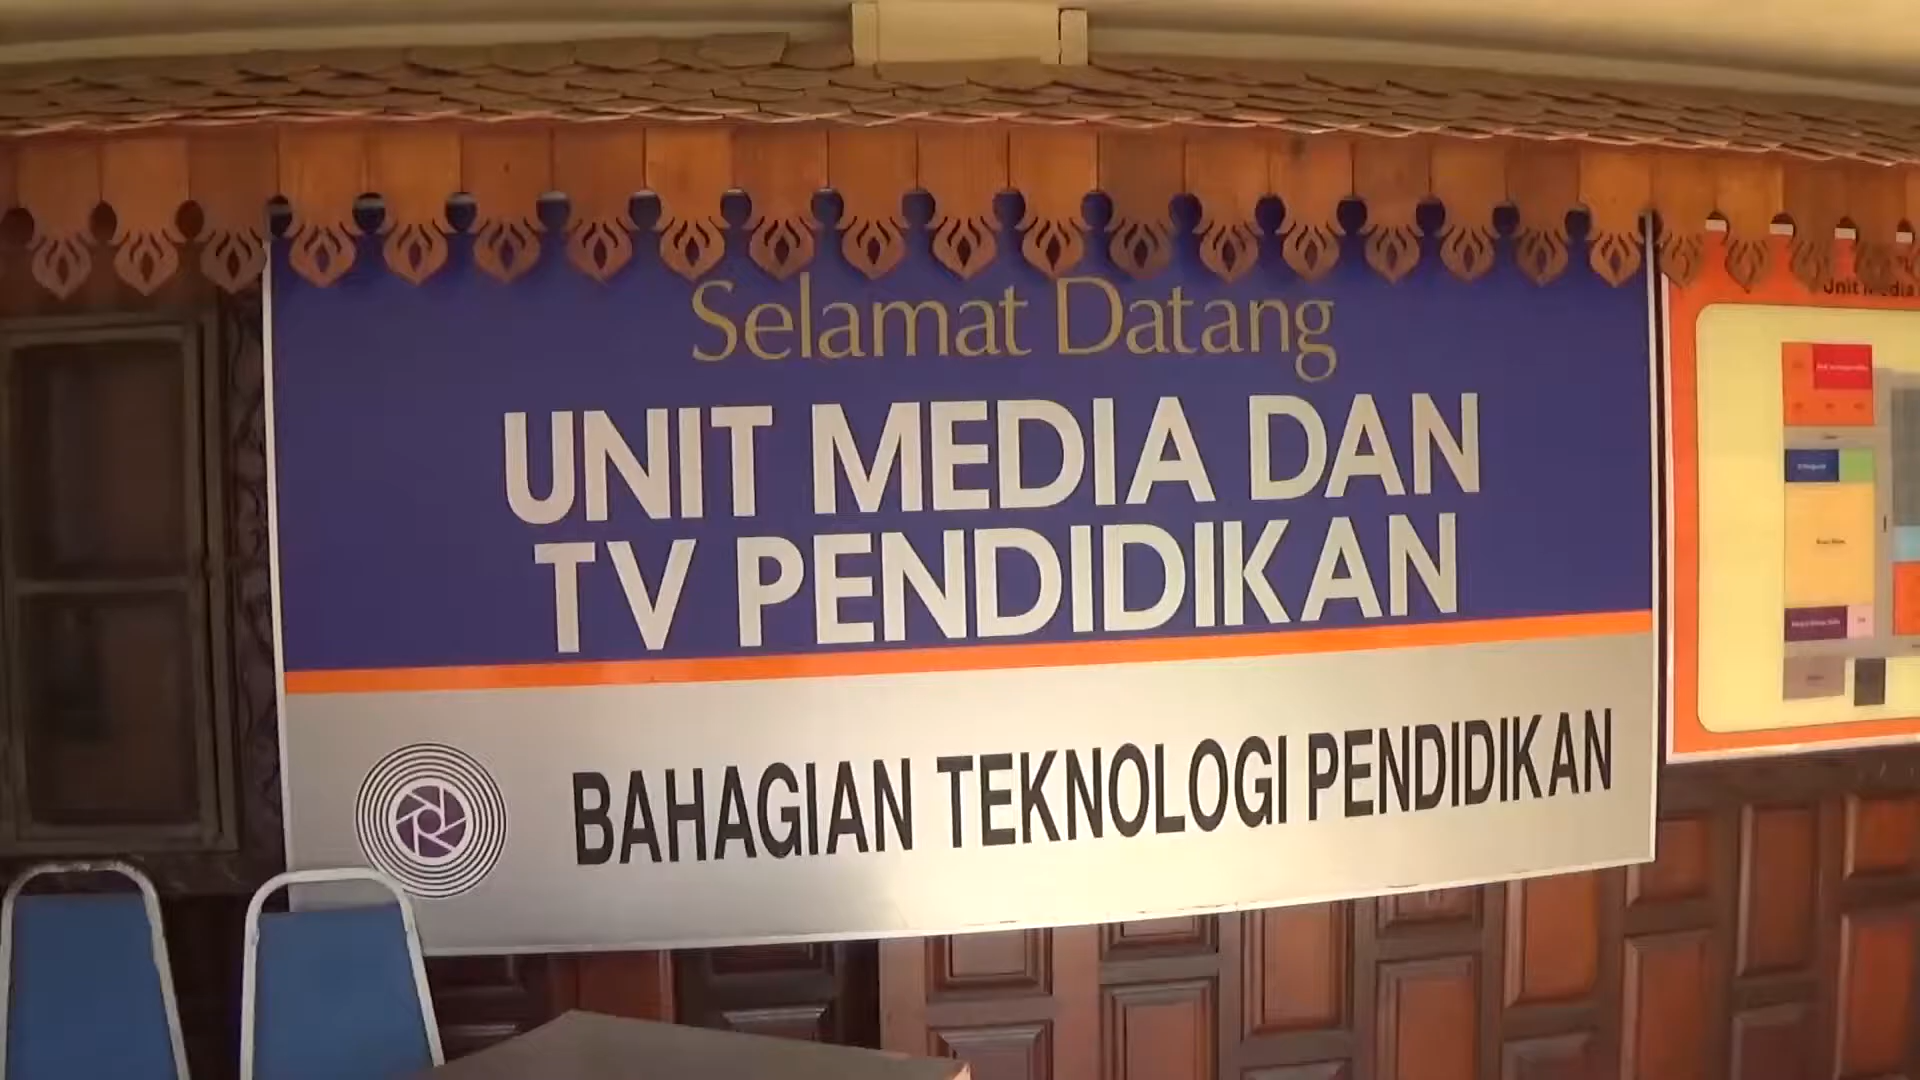 Selamat Datang
UNIT MEDIA DAN
TV PENDIDIKAN
BAHAGIAN TEKNOLOGI PENDIDIKAN
Unit Media